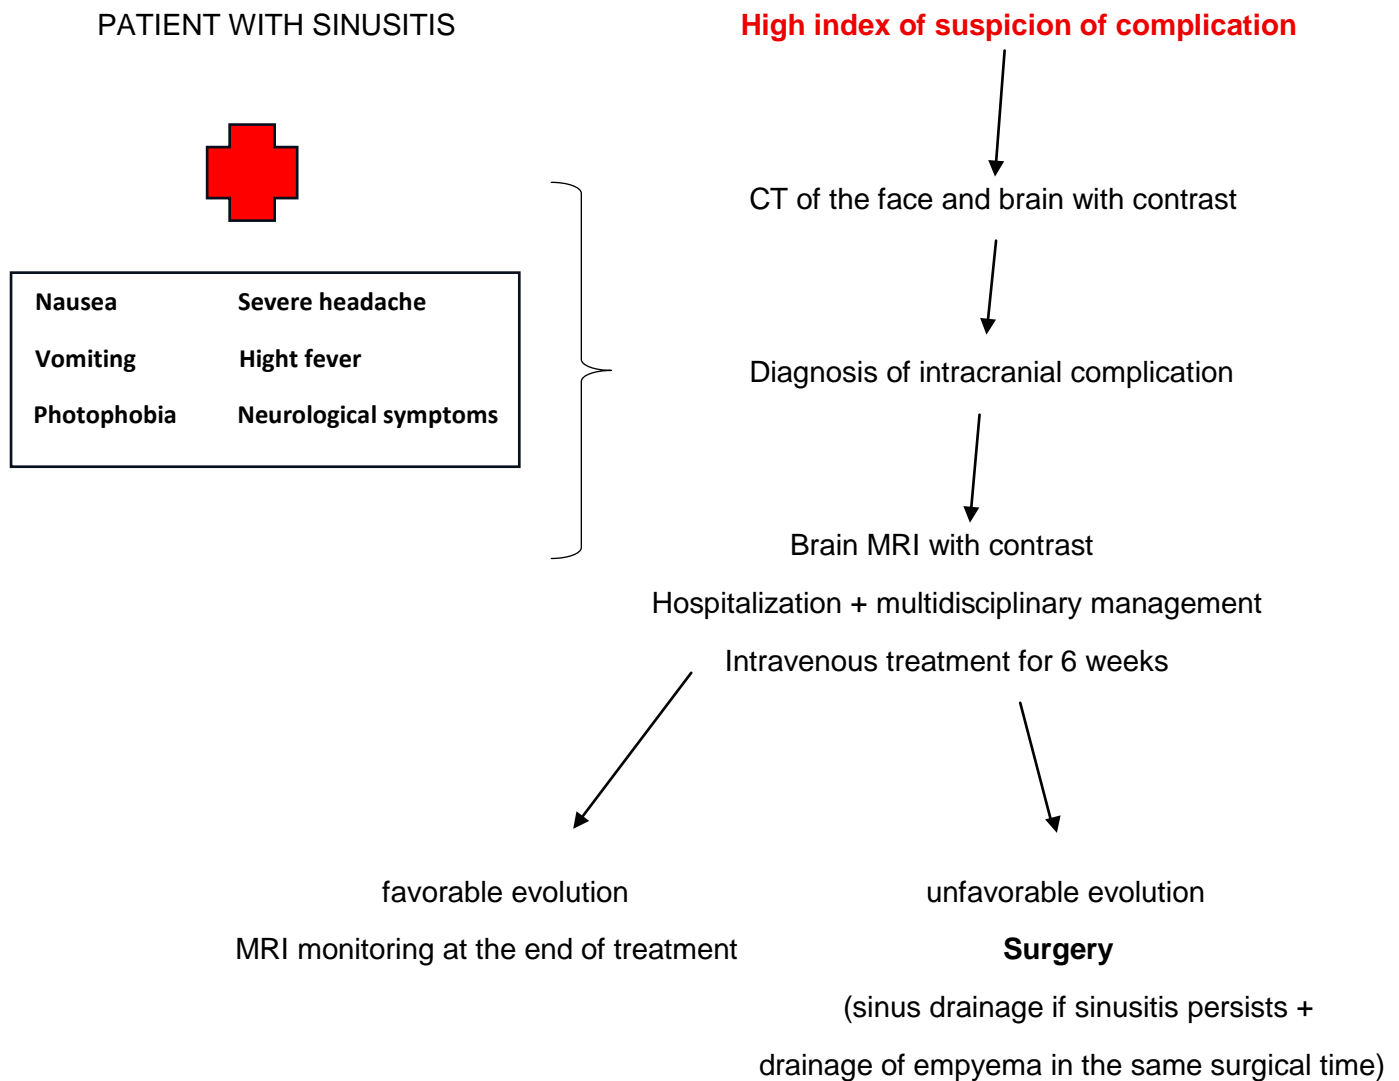 PATIENT WITH SINUSITIS
Nausea Severe headache
Vomiting Hight fever
Photophobia Neurological symptoms
High index of suspicion of complication
CT of the face and brain with contrast
Diagnosis of intracranial complication
Brain MRI with contrast
Hospitalization + multidisciplinary management
Intravenous treatment for 6 weeks
favorable evolution
MRI monitoring at the end of treatment
unfavorable evolution
Surgery
(sinus drainage if sinusitis persists +
drainage of empyema in the same surgical time)